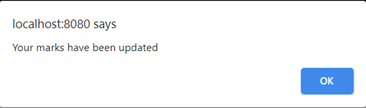 localhost:8080 says
Your marks have been updated
OK